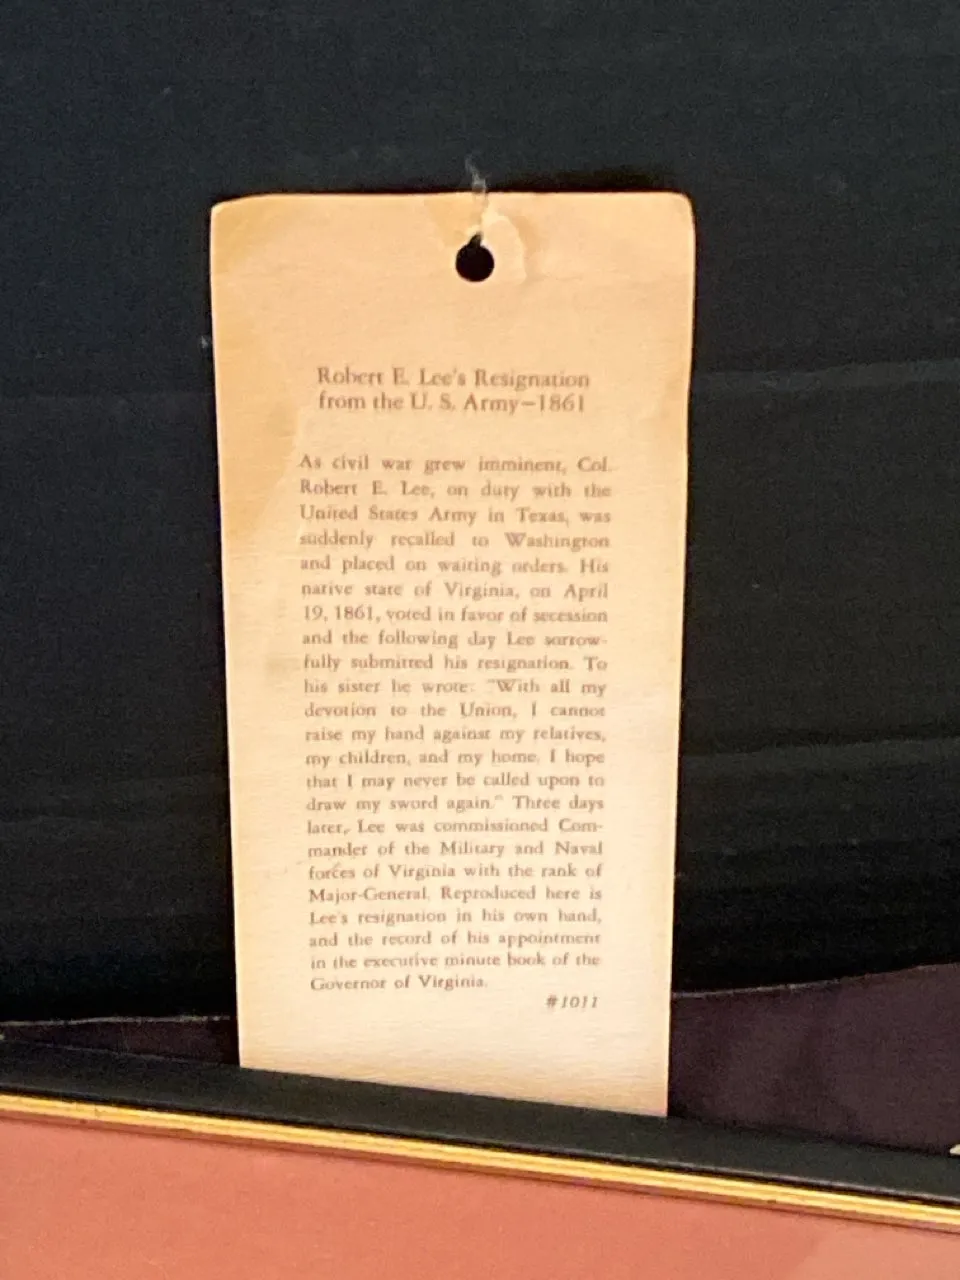 Robert E. Lee's Resignation
from the U. S. Army—1861
As civil war grew imminent, Col.
Robert E. Lee, on duty with the
United States Army in Texas, was
suddenly recalled to Washington
and placed on waiting orders. His
native state of Virginia, on April
19, 1861, voted in favor of secession
and the following day Lee sorrow-
fully submitted his resignation. To
his sister he wrote: "With all my
devotion to the Union, I cannot
raise my hand against my relatives,
my children, and my home. I hope
that I may never be called upon to
draw my sword again." Three days
later, Lee was commissioned Com-
mander of the Military and Naval
forces of Virginia with the rank of
Major-General. Reproduced here is
Lee's resignation in his own hand,
and the record of his appointment
in the executive minute book of the
Governor of Virginia.
#1011